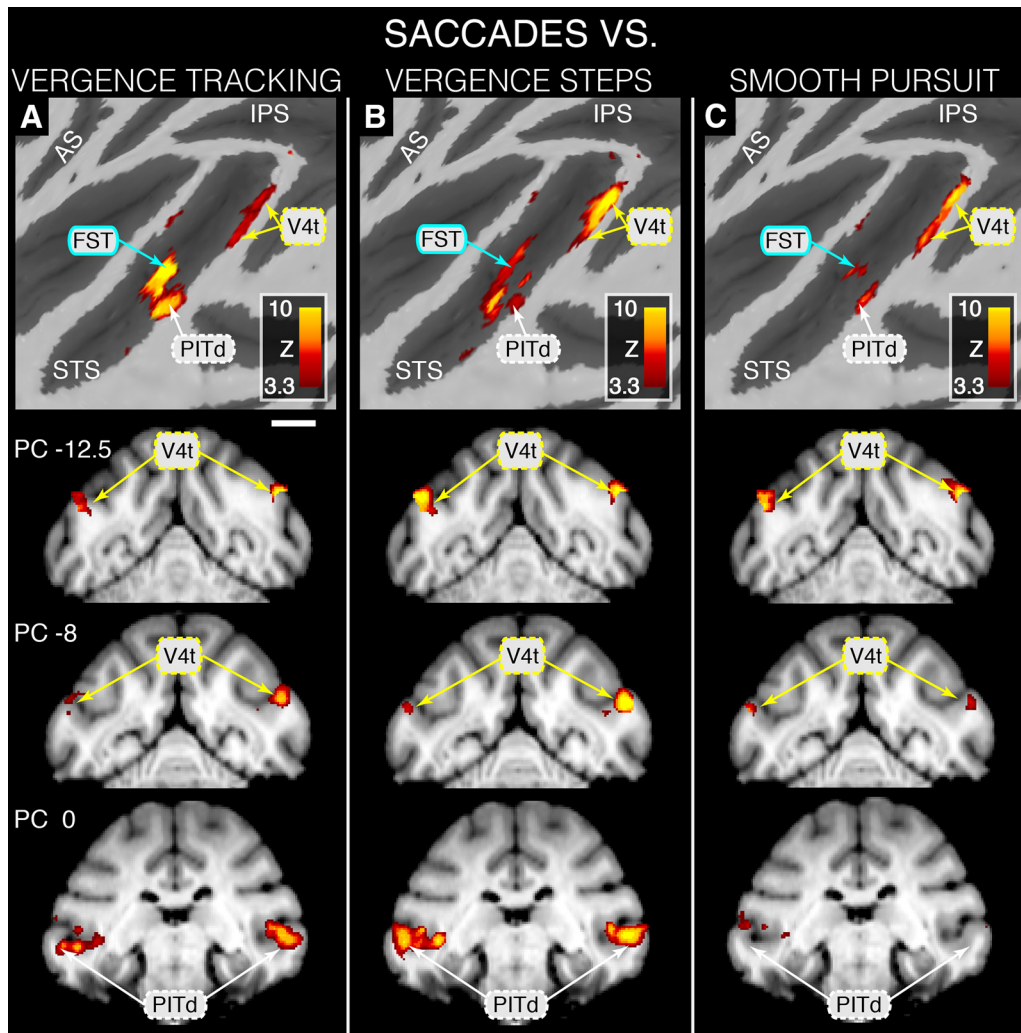 SACCADES VS.
VERGENCE TRACKING
VERGENCE STEPS
SMOOTH PURSUIT
A
IPS
AS
FST
V4t
PITd
STS
10
Z
3.3
B
IPS
AS
FST
V4t
PITd
STS
10
Z
3.3
C
IPS
AS
FST
V4t
PITd
STS
10
Z
3.3
PC -12.5
V4t
V4t
V4t
PC -8
V4t
V4t
V4t
PC 0
PITd
PITd
PITd